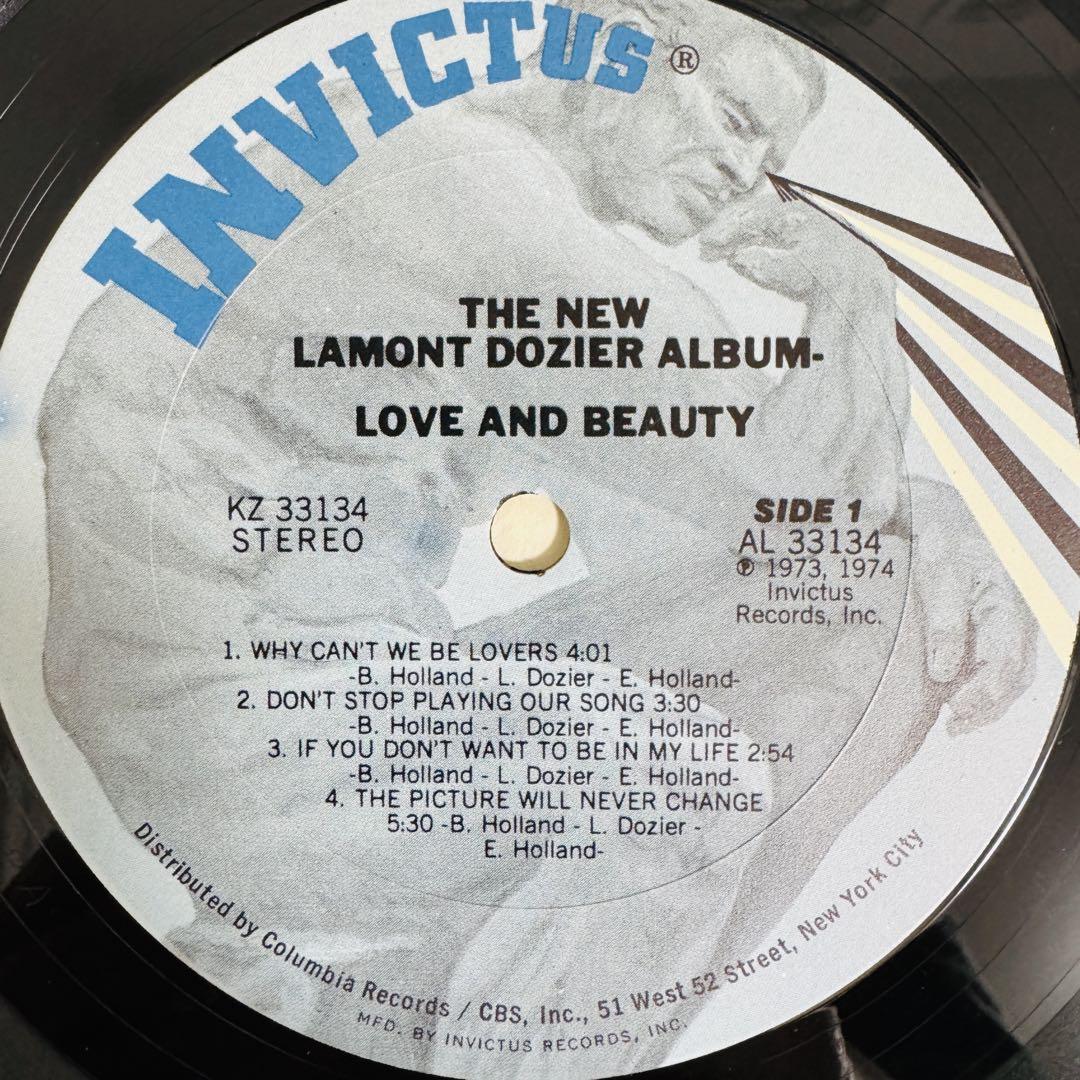 INVICTUS®
THE NEW
LAMONT DOZIER ALBUM-
LOVE AND BEAUTY
KZ 33134
STEREO
SIDE 1
AL 33134
℗ 1973, 1974
Invictus
Records, Inc.
1. WHY CAN'T WE BE LOVERS 4:01
-B. Holland - L. Dozier - E. Holland-
2. DON'T STOP PLAYING OUR SONG 3:30
-B. Holland - L. Dozier - E. Holland-
3. IF YOU DON'T WANT TO BE IN MY LIFE 2:54
-B. Holland - L. Dozier - E. Holland-
4. THE PICTURE WILL NEVER CHANGE
5:30 -B. Holland - L. Dozier -
E. Holland-
Distributed by Columbia Records / CBS, Inc., 51 West 52 Street, New York City
MFD. BY INVICTUS RECORDS, INC.